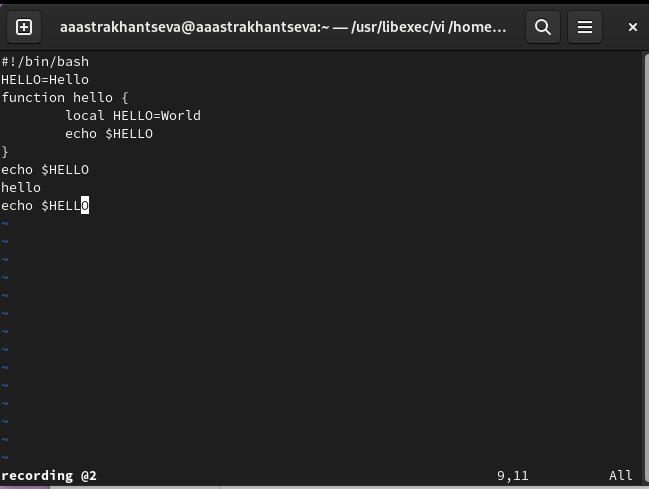 aaastrakhantseva@aaastrakhantseva:~ — /usr/libexec/vi /home…
#!/bin/bash
HELLO=Hello
function hello {
        local HELLO=World
        echo $HELLO
}
echo $HELLO
hello
echo $HELLO
~
~
~
~
~
~
~
~
~
~
~
~
~
~
recording @2 9,11 All